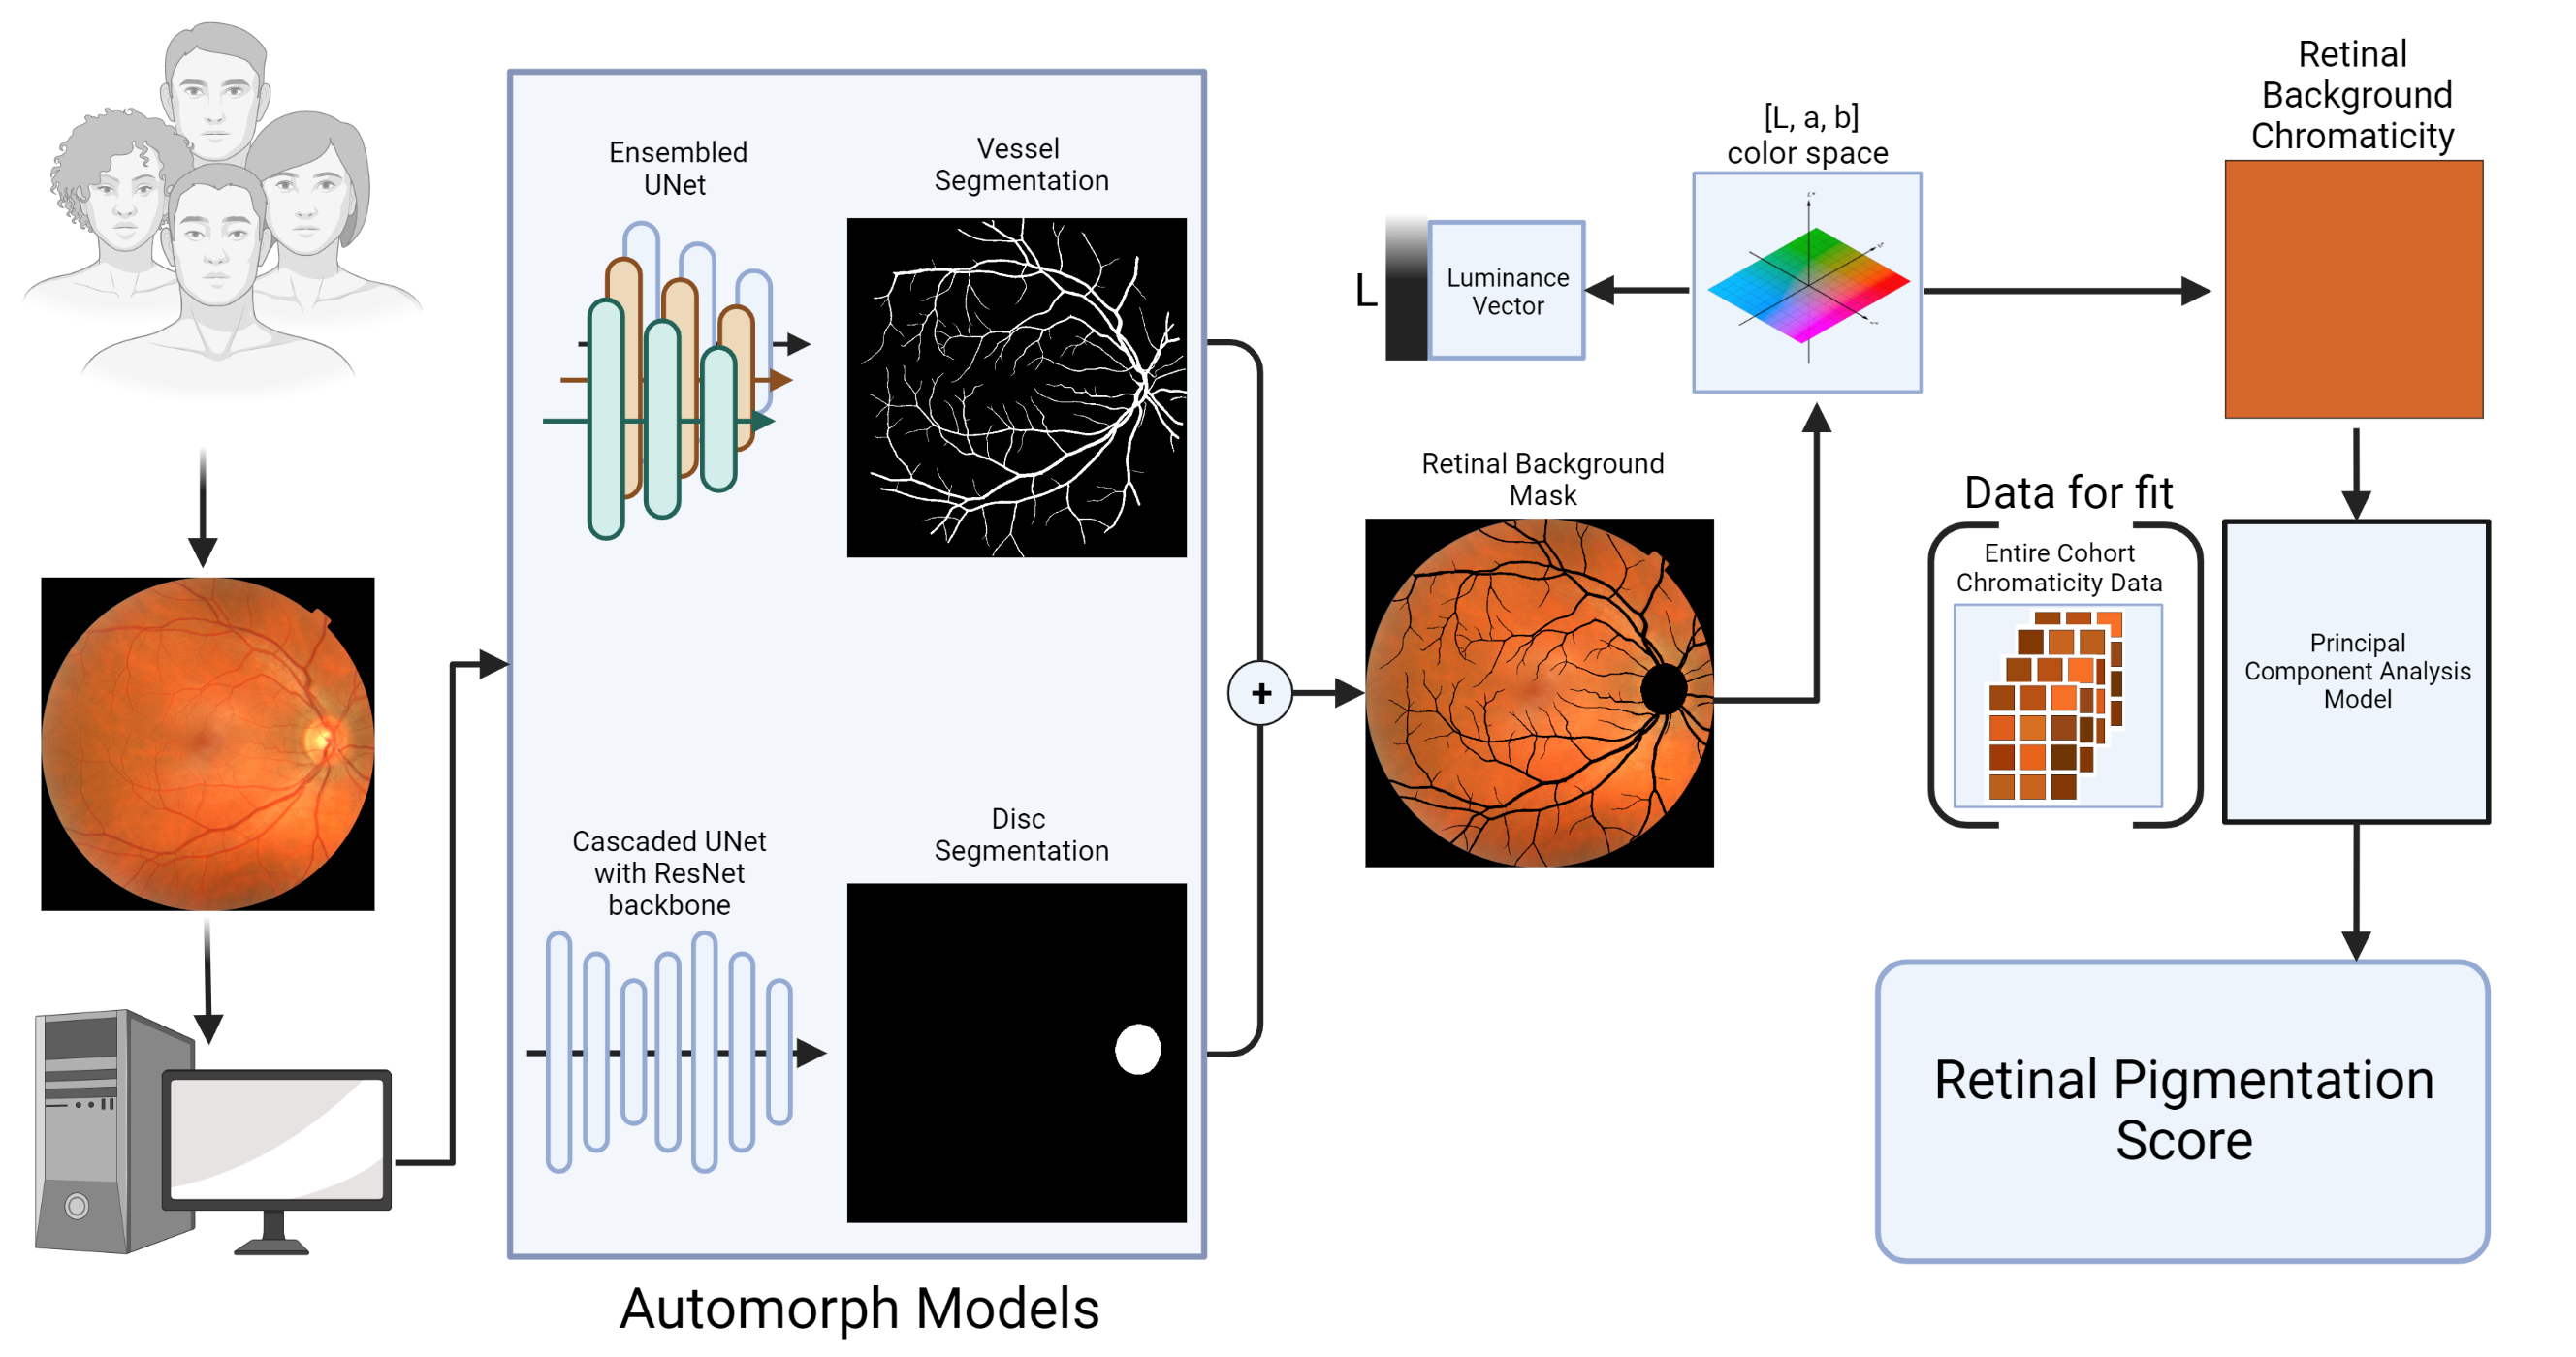 Ensembled
UNet
Vessel
Segmentation
Cascaded UNet
with ResNet
backbone
Disc
Segmentation
Automorph Models
+
Retinal Background
Mask
L
Luminance
Vector
[L, a, b]
color space
Retinal
Background
Chromaticity
Data for fit
Entire Cohort
Chromaticity Data
Principal
Component Analysis
Model
Retinal Pigmentation
Score